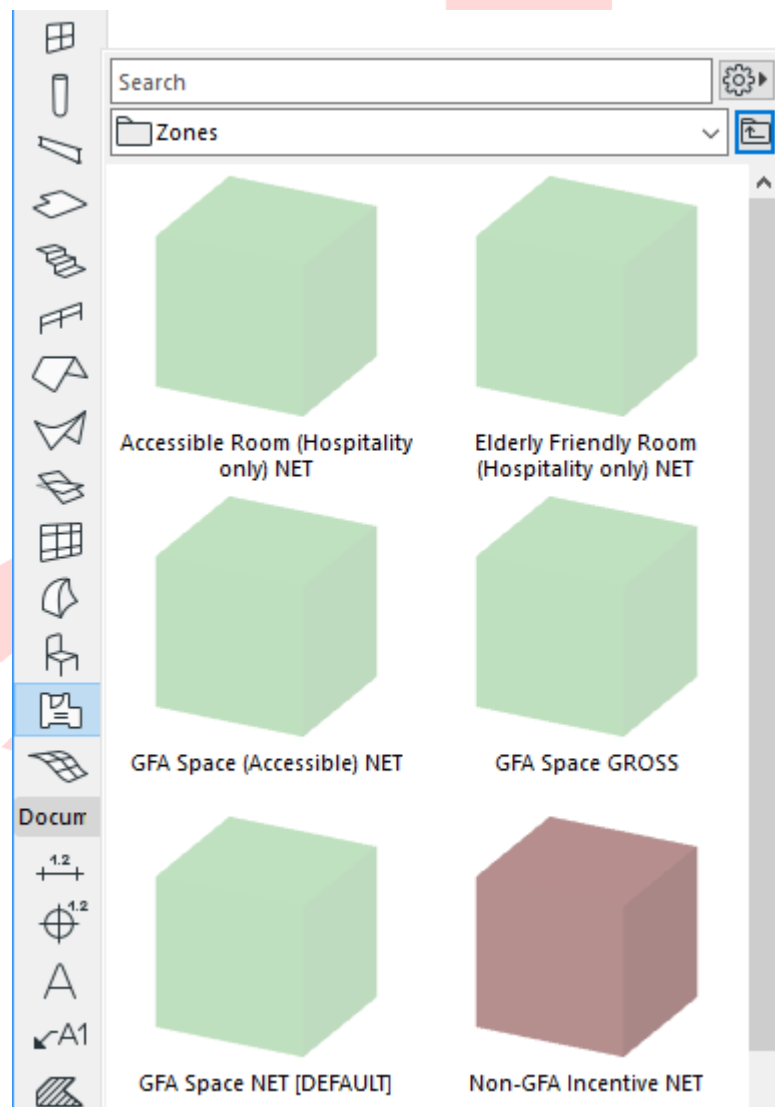 Search
Zones
Accessible Room (Hospitality
only) NET
Elderly Friendly Room
(Hospitality only) NET
GFA Space (Accessible) NET
GFA Space GROSS
Docum
1.2
1.2
A
A1
GFA Space NET [DEFAULT]
Non-GFA Incentive NET